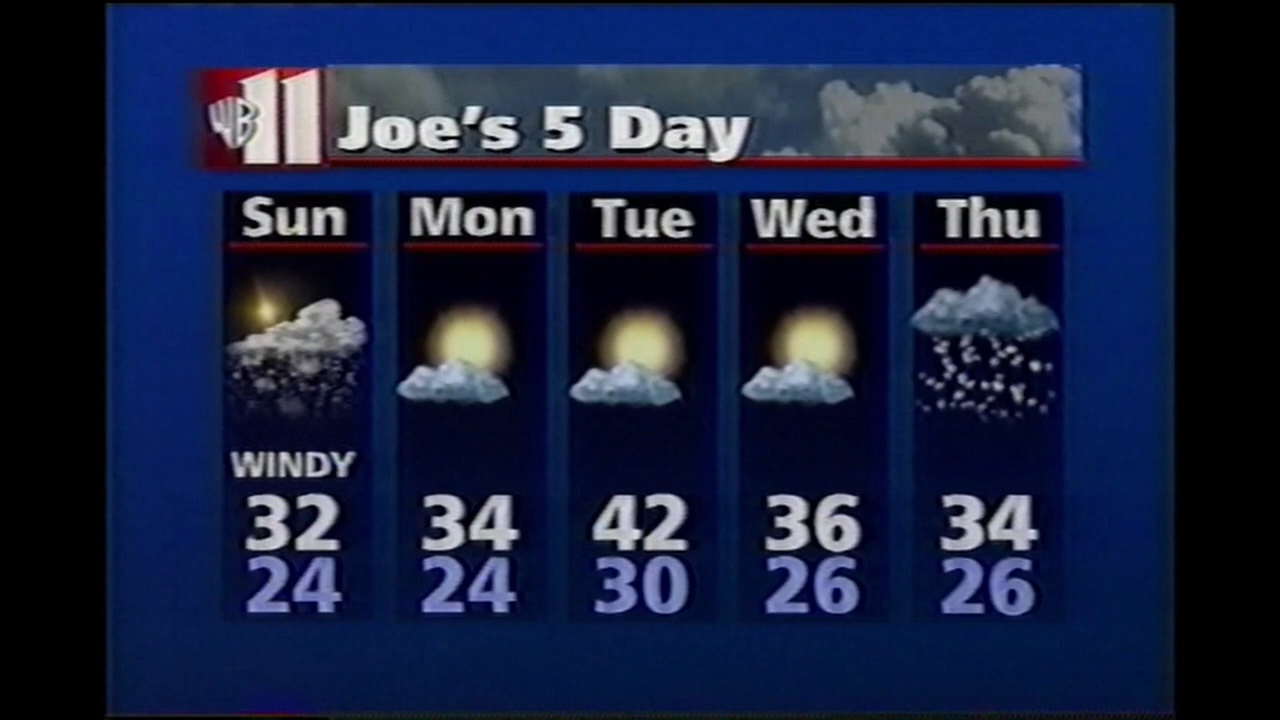 WB 11 Joe's 5 Day
Sun Mon Tue Wed Thu
WINDY
32 34 42 36 34
24 24 30 26 26